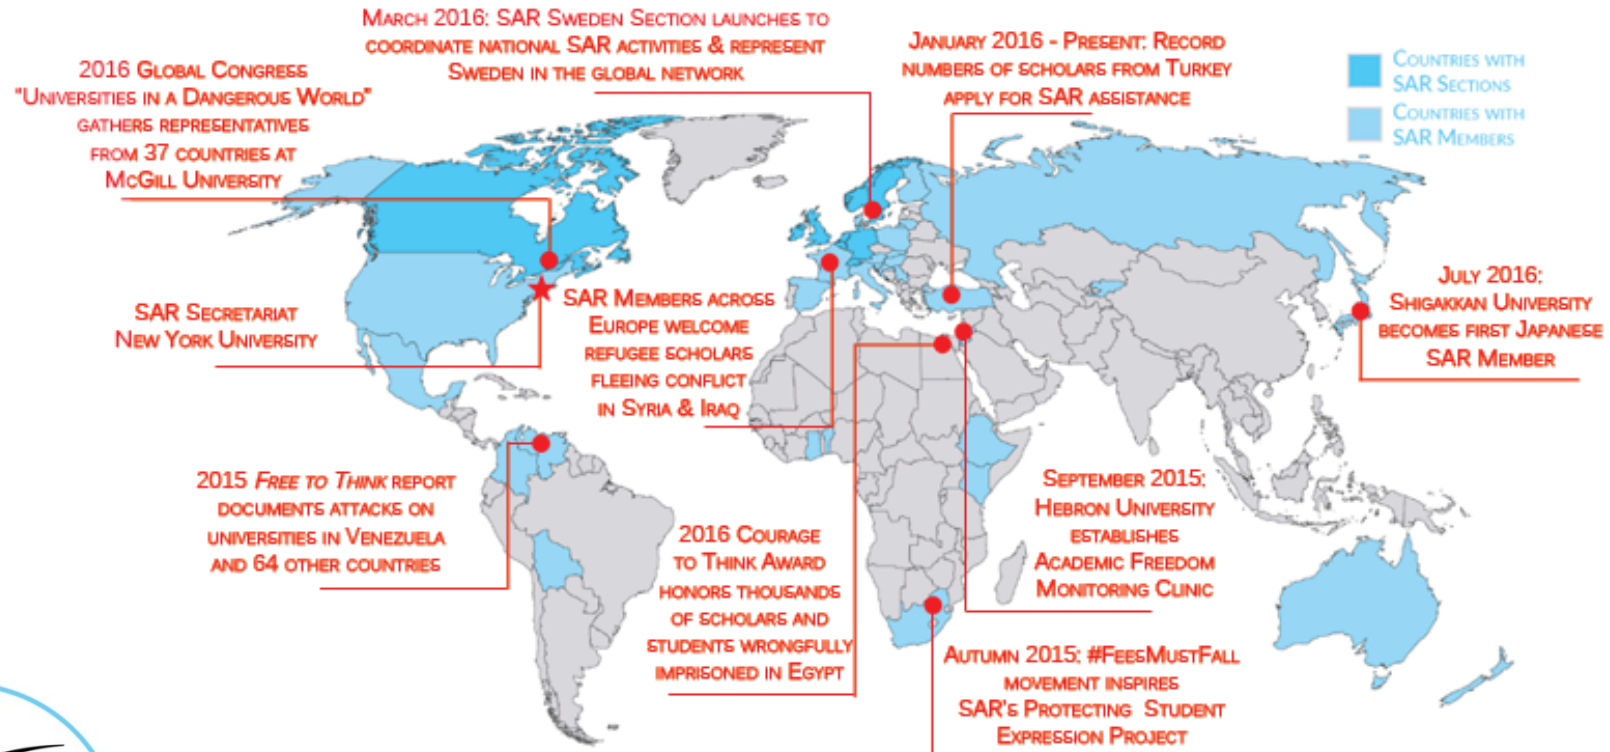 March 2016: SAR Sweden Section launches to
coordinate national SAR activities & represent
Sweden in the global network
January 2016 - Present: Record
numbers of scholars from Turkey
apply for SAR assistance
Countries with
SAR Sections
Countries with
SAR Members
2016 Global Congress
"Universities in a Dangerous World"
gathers representatives
from 37 countries at
McGill University
SAR Secretariat
New York University
SAR Members across
Europe welcome
refugee scholars
fleeing conflict
in Syria & Iraq
July 2016:
Shigakkan University
becomes first Japanese
SAR Member
2015 Free to Think report
documents attacks on
universities in Venezuela
and 64 other countries
2016 Courage
to Think Award
honors thousands
of scholars and
students wrongfully
imprisoned in Egypt
September 2015:
Hebron University
establishes
Academic Freedom
Monitoring Clinic
Autumn 2015: #FeesMustFall
movement inspires
SAR's Protecting Student
Expression Project